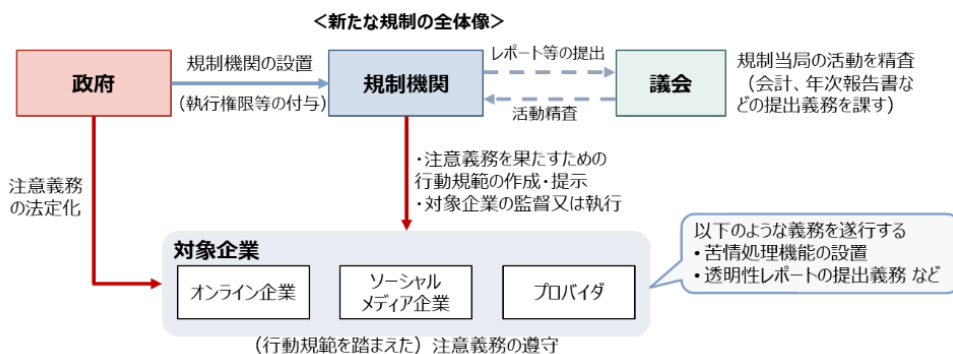 <新たな規制の全体像>
政府
規制機関の設置
(執行権限等の付与)
規制機関
レポート等の提出
活動精査
議会
規制当局の活動を精査
（会計、年次報告書な
どの提出義務を課す）
注意義務
の法定化
・注意義務を果たすための
行動規範の作成・提示
・対象企業の監督又は執行
対象企業
オンライン企業
ソーシャル
メディア企業
プロバイダ
以下のような義務を遂行する
• 苦情処理機能の設置
• 透明性レポートの提出義務 など
（行動規範を踏まえた）注意義務の遵守